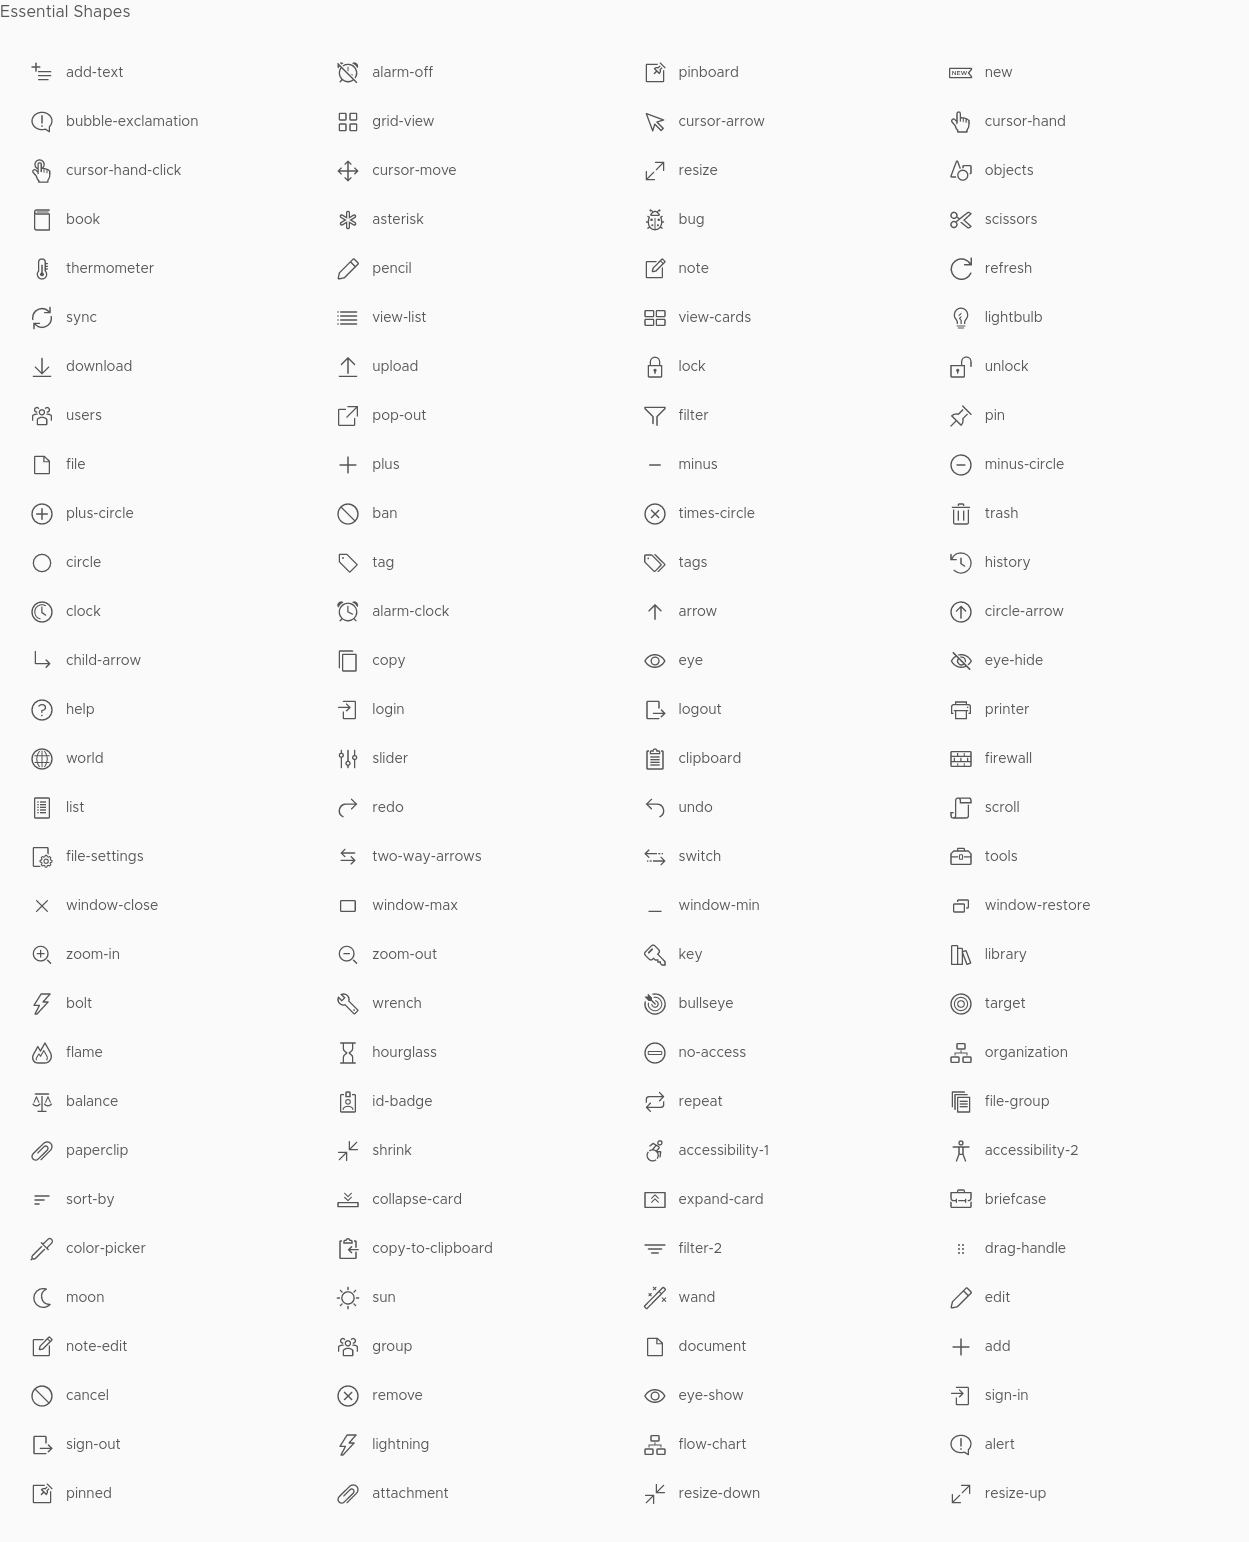 Essential Shapes
add-text
alarm-off
pinboard
NEW
new
bubble-exclamation
grid-view
cursor-arrow
cursor-hand
cursor-hand-click
cursor-move
resize
objects
book
asterisk
bug
scissors
thermometer
pencil
note
refresh
sync
view-list
view-cards
lightbulb
download
upload
lock
unlock
users
pop-out
filter
pin
file
plus
minus
minus-circle
plus-circle
ban
times-circle
trash
circle
tag
tags
history
clock
alarm-clock
arrow
circle-arrow
child-arrow
copy
eye
eye-hide
help
login
logout
printer
world
slider
clipboard
firewall
list
redo
undo
scroll
file-settings
two-way-arrows
switch
tools
window-close
window-max
window-min
window-restore
zoom-in
zoom-out
key
library
bolt
wrench
bullseye
target
flame
hourglass
no-access
organization
balance
id-badge
repeat
file-group
paperclip
shrink
accessibility-1
accessibility-2
sort-by
collapse-card
expand-card
briefcase
color-picker
copy-to-clipboard
filter-2
drag-handle
moon
sun
wand
edit
note-edit
group
document
add
cancel
remove
eye-show
sign-in
sign-out
lightning
flow-chart
alert
pinned
attachment
resize-down
resize-up